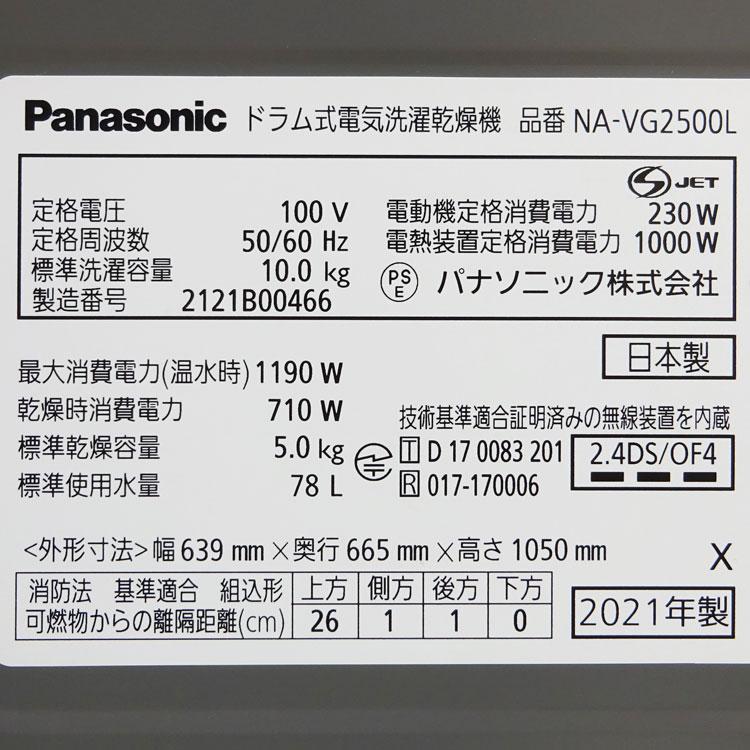 Panasonic ドラム式電気洗濯乾燥機 品番 NA-VG2500L
JET
定格電圧 100 V 電動機定格消費電力 230 W
定格周波数 50/60 Hz 電熱装置定格消費電力 1000 W
標準洗濯容量 10.0 kg PSE パナソニック株式会社
製造番号 2121B00466
日本製
最大消費電力(温水時) 1190 W
乾燥時消費電力 710 W 技術基準適合証明済みの無線装置を内蔵
標準乾燥容量 5.0 kg T D 17 0083 201 2.4DS/OF4
標準使用水量 78 L R 017-170006
<外形寸法>幅 639 mm×奥行 665 mm×高さ 1050 mm X
消防法 基準適合 組込形 上方 側方 後方 下方
可燃物からの離隔距離(cm) 26 1 1 0 2021年製